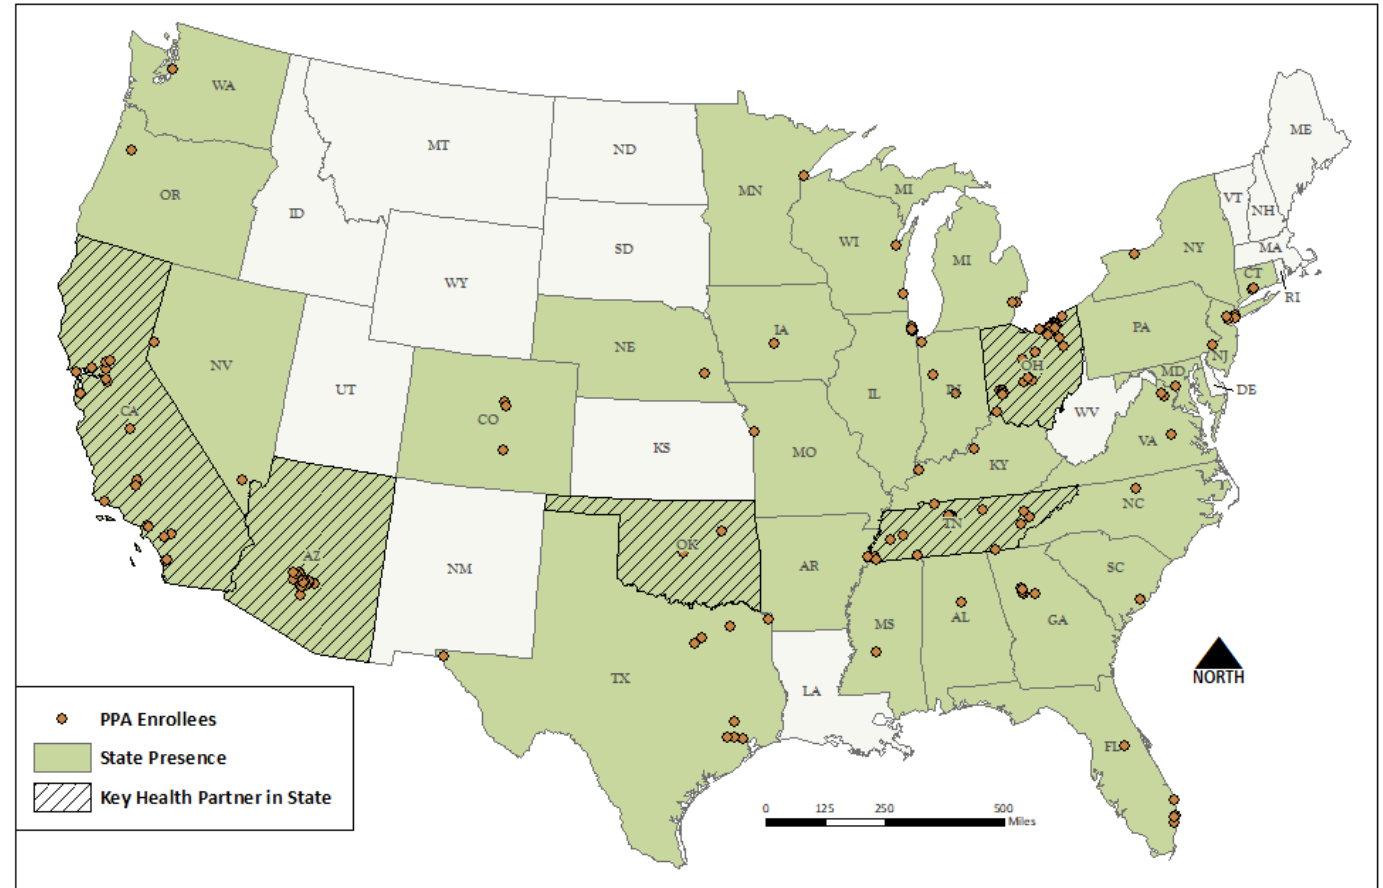 WA
MT
ND
ME
OR
ID
MN
MI
VT
NH
WI
SD
MI
NY
MA
WY
CT
RI
IA
PA
NV
NE
NJ
UT
OH
MD
DE
CO
IL
CA
WV
KS
MO
VA
KY
NC
TN
OK
AZ
NM
AR
SC
MS
AL
GA
TX
LA
NORTH
FL
PPA Enrollees
State Presence
Key Health Partner in State
0 125 250 500
Miles